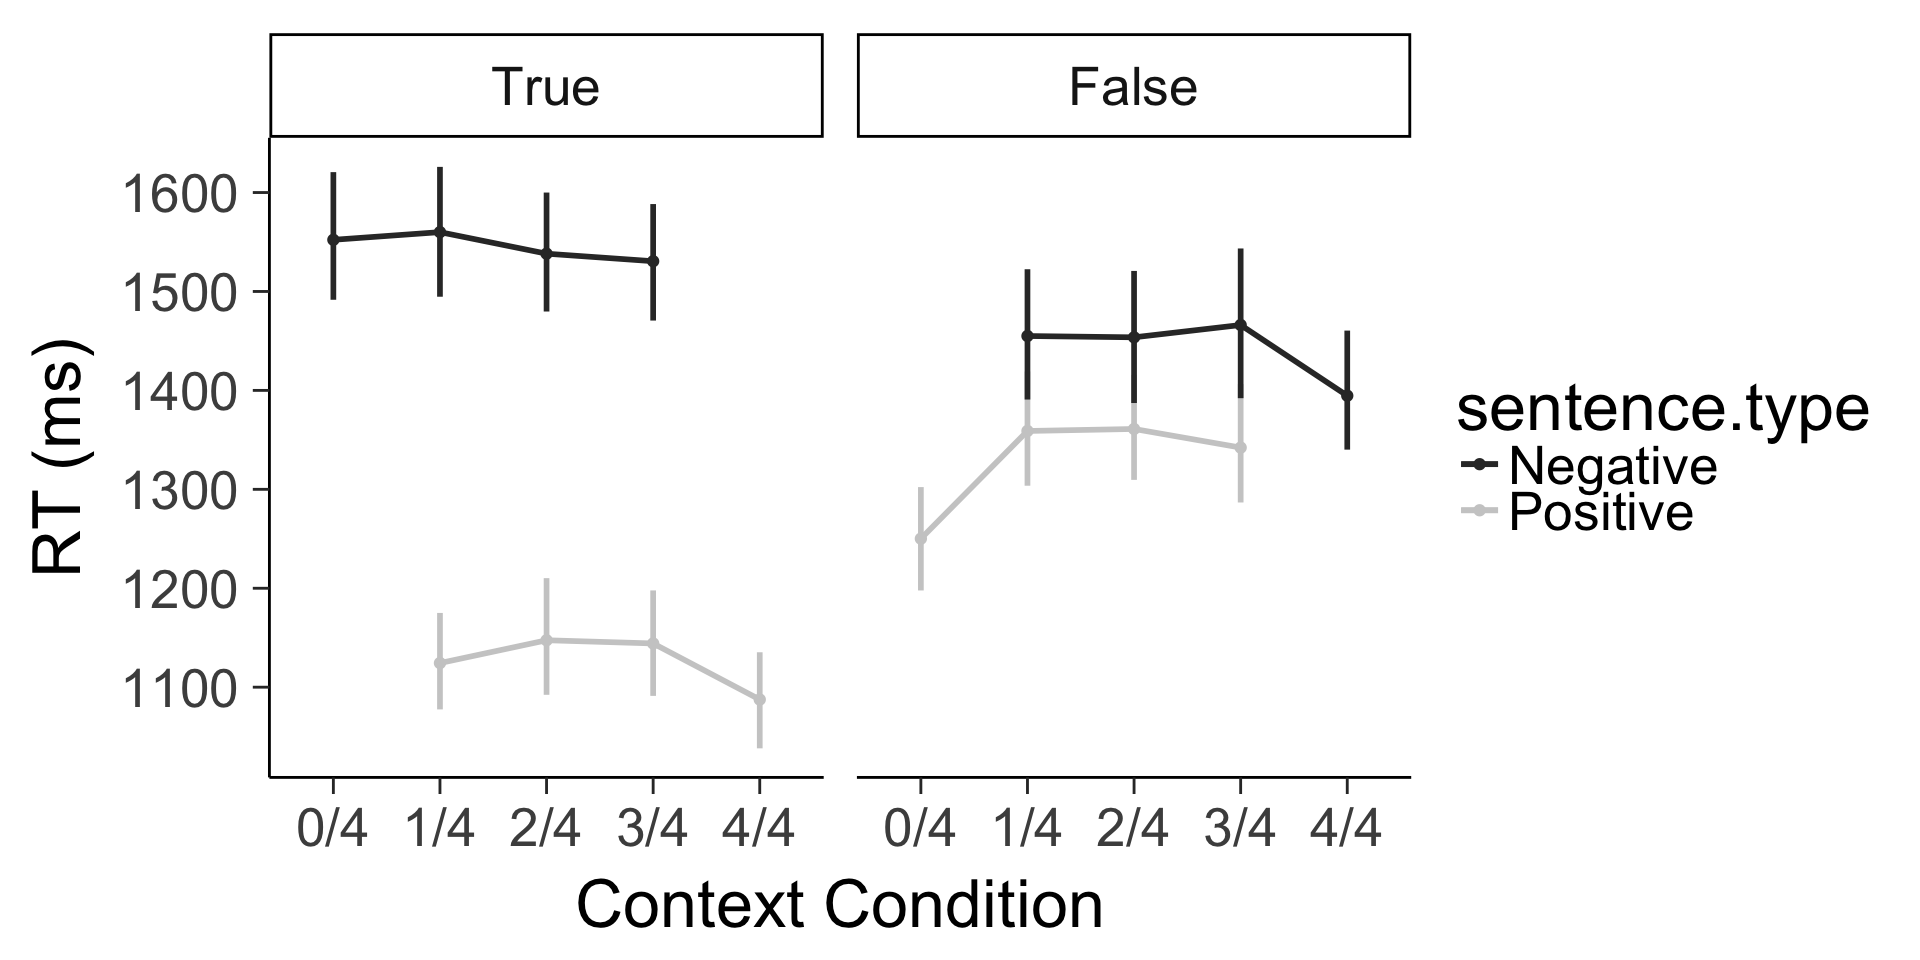 True
False
1600
1500
1400
1300
1200
1100
RT (ms)
0/4 1/4 2/4 3/4 4/4
0/4 1/4 2/4 3/4 4/4
Context Condition
sentence.type
Negative
Positive